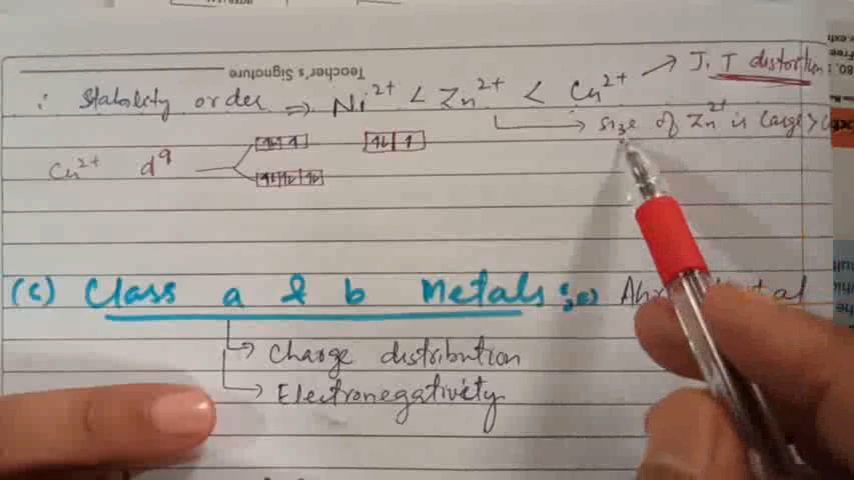 Teacher's Signature
∴ Stability order ⇒ Ni²⁺ < Zn²⁺ < Cu²⁺ → J.T distortion
→ size of Zn²⁺ is large >
Cu²⁺ d⁹
(c) Class a & b Metals :⇒
→ Charge distribution
→ Electronegativity